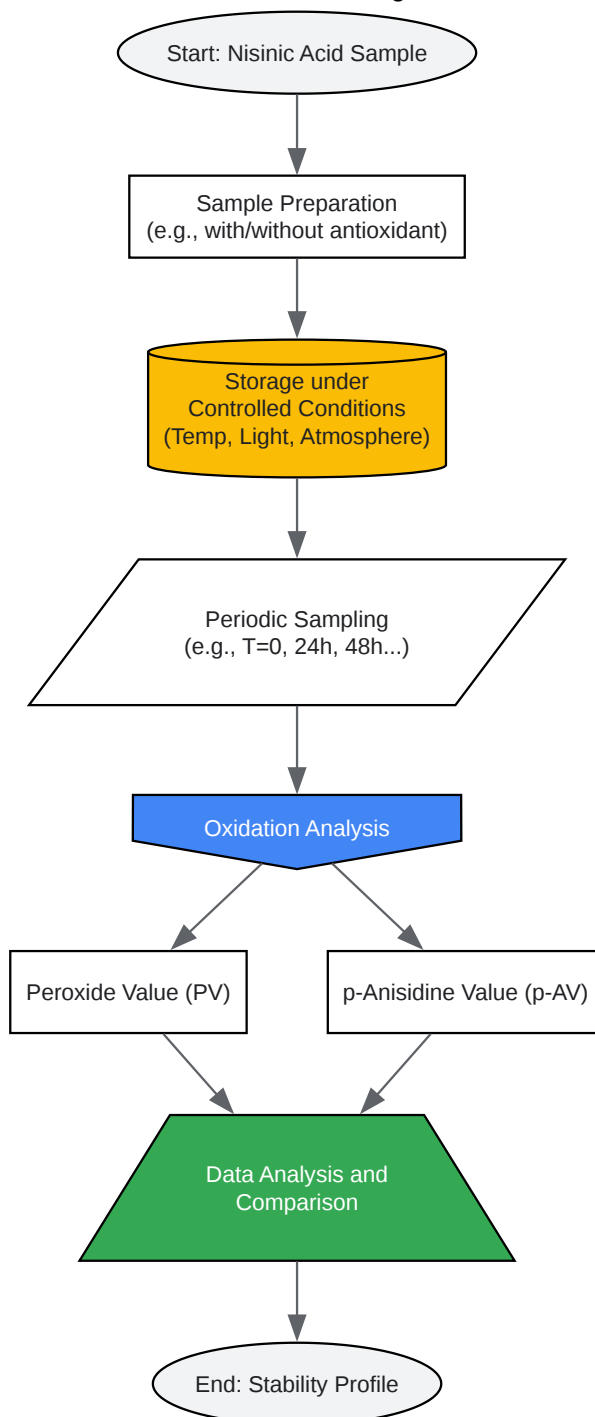 Start: Nisinic Acid Sample
Sample Preparation
(e.g., with/without antioxidant)
Storage under
Controlled Conditions
(Temp, Light, Atmosphere)
Periodic Sampling
(e.g., T=0, 24h, 48h...)
Oxidation Analysis
Peroxide Value (PV)
p-Anisidine Value (p-AV)
Data Analysis and
Comparison
End: Stability Profile